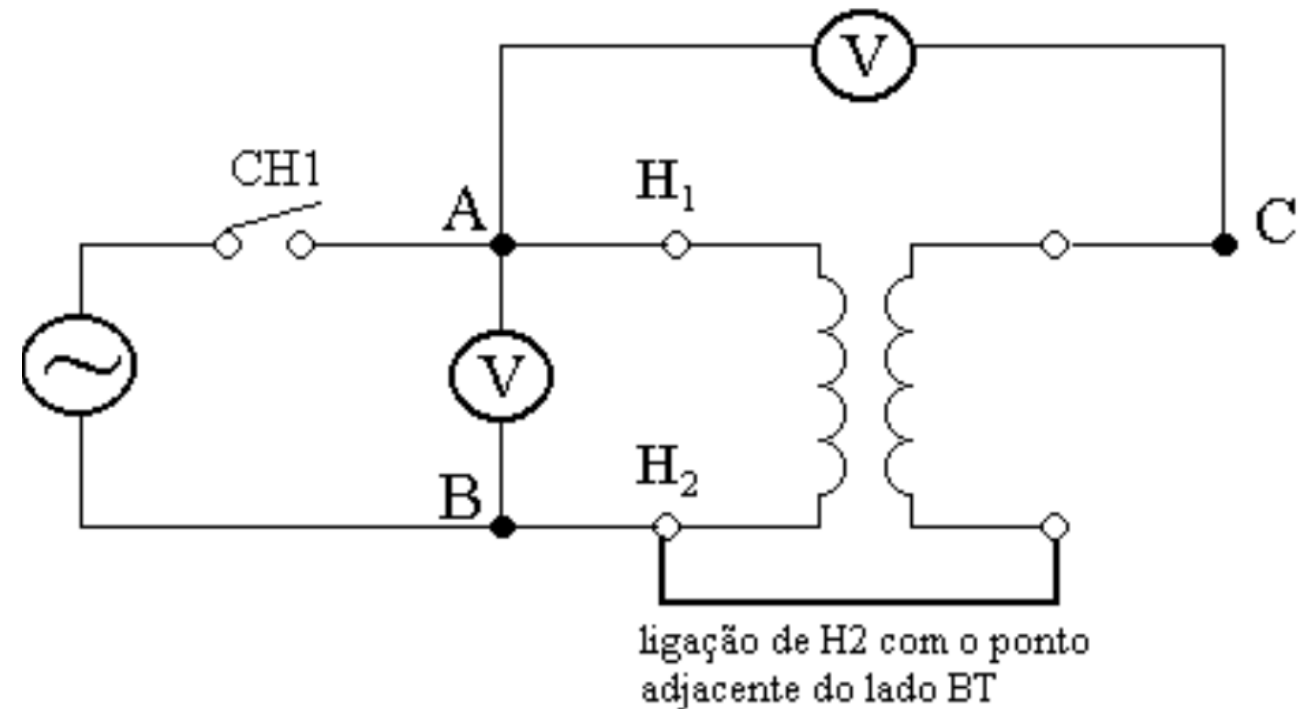 V
CH1
A
H₁
C
V
B
H₂
ligação de H2 com o ponto
adjacente do lado BT